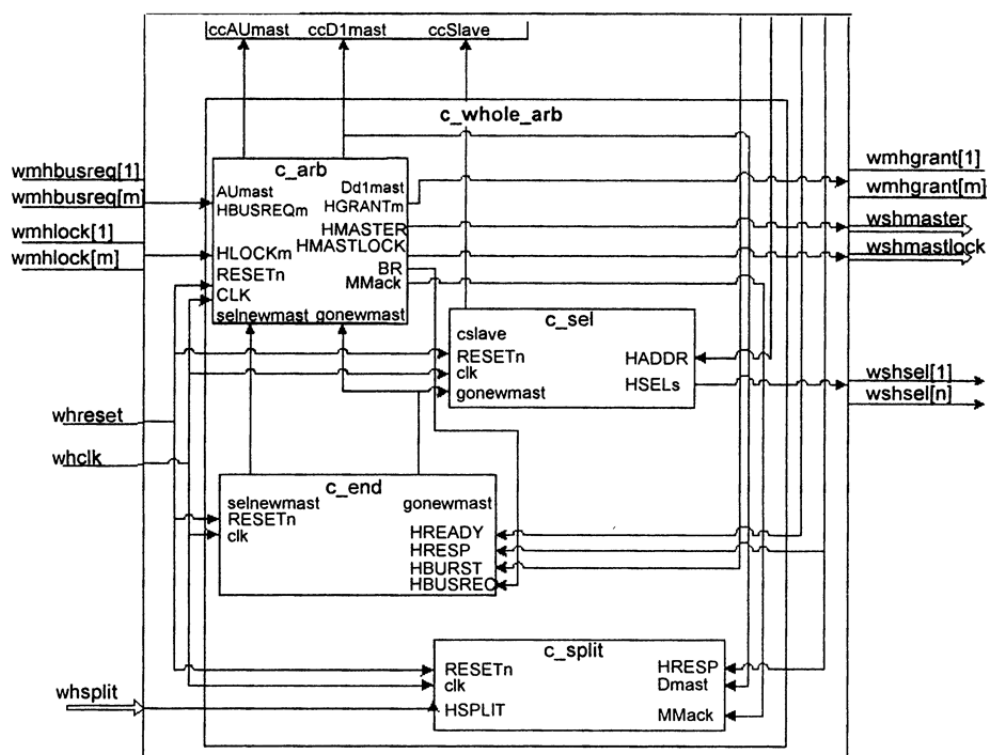 ccAUmast ccD1mast ccSlave
c_whole_arb
wmhbusreq[1]
wmhbusreq[m]
wmhlock[1]
wmhlock[m]
c_arb
AUmast
Dd1mast
HBUSREQm
HGRANTm
HMASTER
HMASTLOCK
HLOCKm
BR
RESETn
MMack
CLK
selnewmast gonewmast
wmhgrant[1]
wmhgrant[m]
wshmaster
wshmastlock
c_sel
cslave
RESETn
HADDR
clk
HSELs
gonewmast
wshsel[1]
wshsel[n]
whreset
whclk
c_end
selnewmast
gonewmast
RESETn
clk
HREADY
HRESP
HBURST
HBUSREQ
c_split
RESETn
HRESP
clk
Dmast
HSPLIT
MMack
whsplit